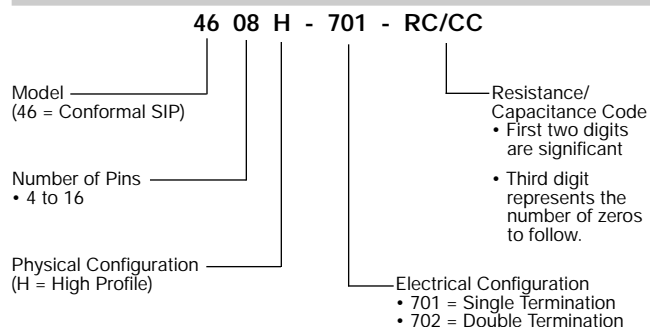 46 08 H - 701 - RC/CC
Model
(46 = Conformal SIP)
Number of Pins
• 4 to 16
Physical Configuration
(H = High Profile)
Resistance/
Capacitance Code
• First two digits
are significant
• Third digit
represents the
number of zeros
to follow.
Electrical Configuration
• 701 = Single Termination
• 702 = Double Termination